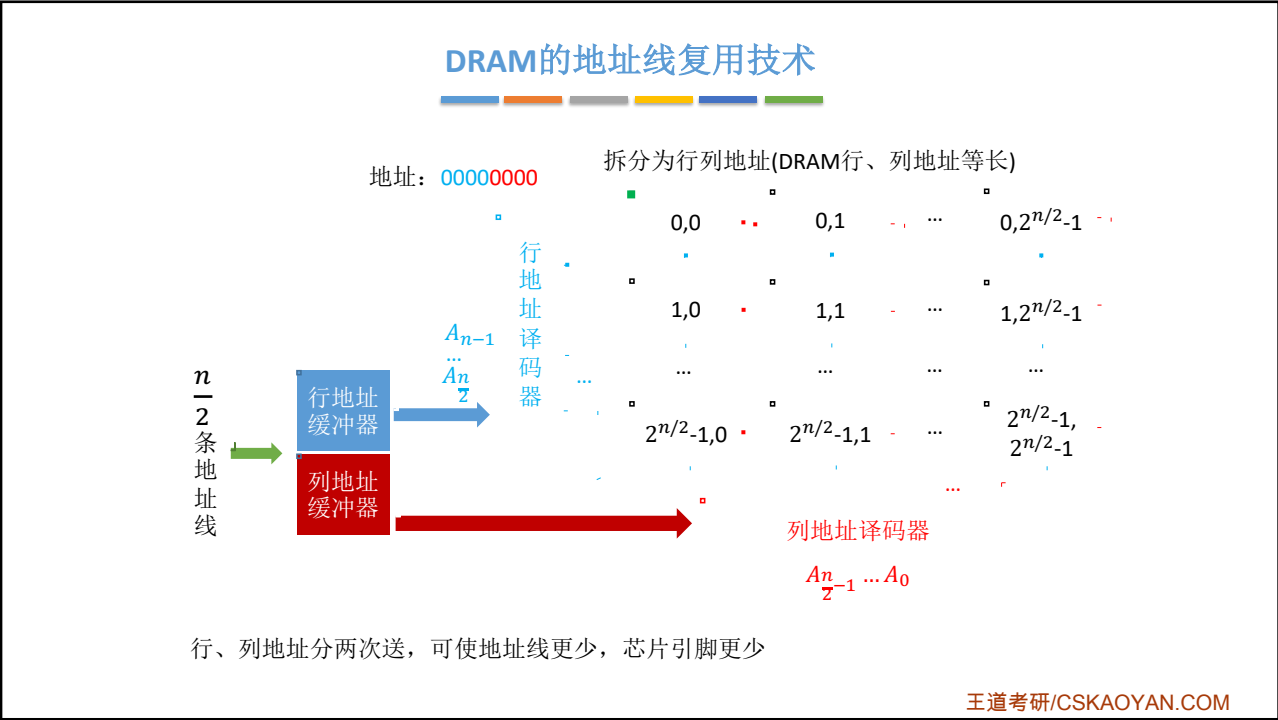 DRAM的地址线复用技术
地址：00000000
拆分为行列地址(DRAM行、列地址等长)
0,0 0,1 … 0,2^{n/2}-1
1,0 1,1 … 1,2^{n/2}-1
… … … …
2^{n/2}-1,0 2^{n/2}-1,1 … 2^{n/2}-1,
2^{n/2}-1
行地址译码器
…
A_{n−1}
…
A_{n/2}
n/2条地址线
行地址
缓冲器
列地址
缓冲器
…
列地址译码器
A_{n/2−1} … A_0
行、列地址分两次送，可使地址线更少，芯片引脚更少
王道考研/CSKAOYAN.COM